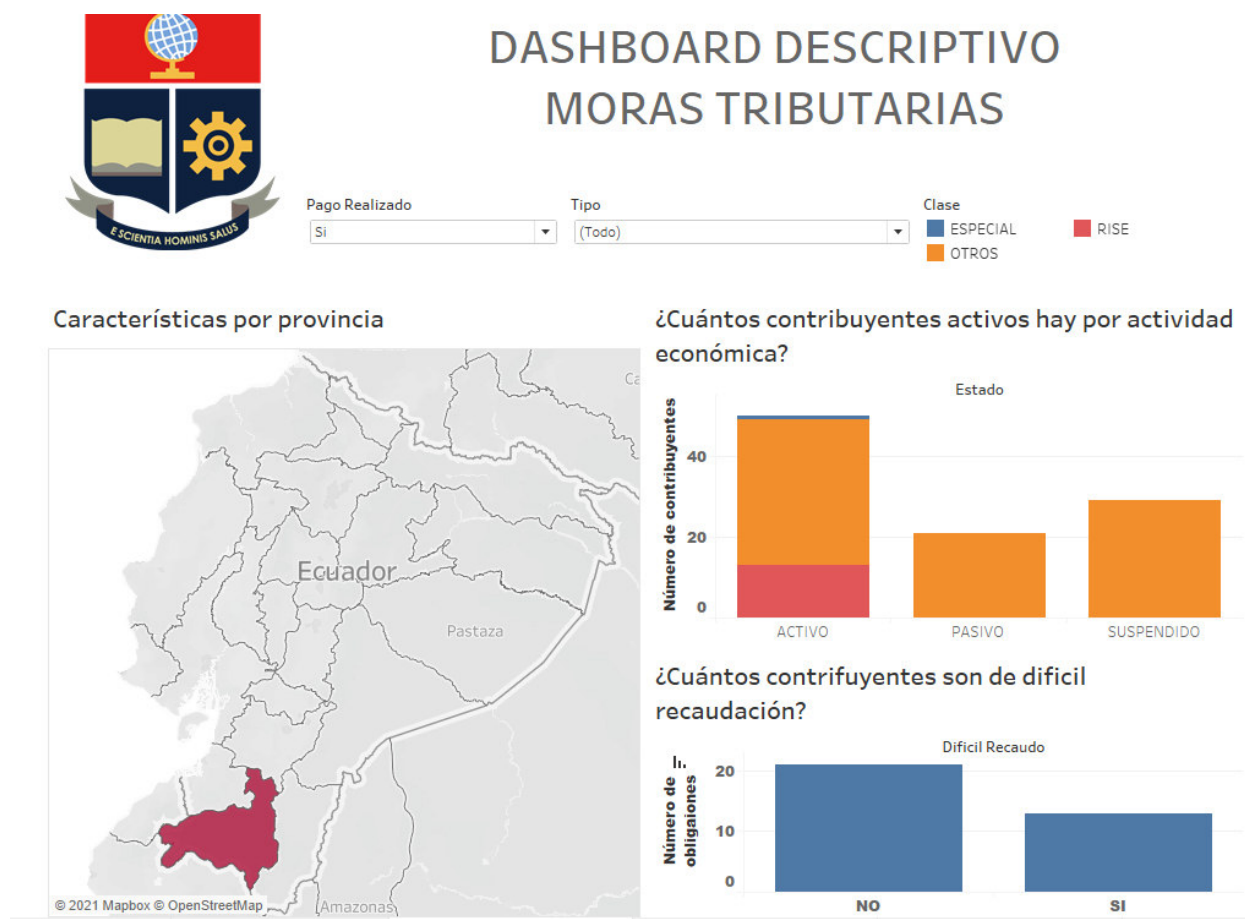 DASHBOARD DESCRIPTIVO
MORAS TRIBUTARIAS
E SCIENTIA HOMINIS SALUS
Pago Realizado
Si
Tipo
(Todo)
Clase
ESPECIAL
RISE
OTROS
Características por provincia
Ecuador
Pastaza
Ca
Amazonas
© 2021 Mapbox © OpenStreetMap
¿Cuántos contribuyentes activos hay por actividad
económica?
Estado
Número de contribuyentes
40
20
0
ACTIVO
PASIVO
SUSPENDIDO
¿Cuántos contrifuyentes son de dificil
recaudación?
Dificil Recaudo
Número de
obligaiones
20
10
0
NO
SI